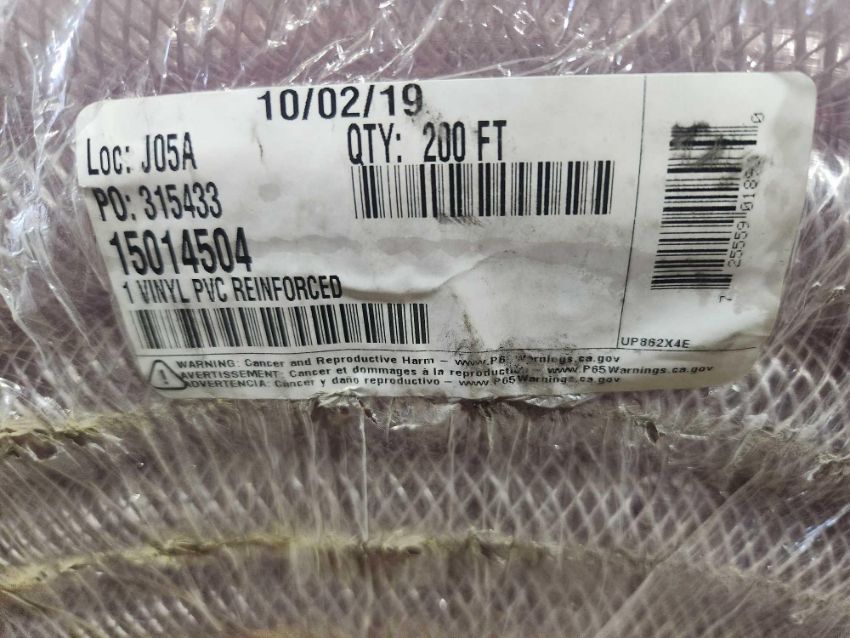 10/02/19
Loc: J05A
QTY: 200 FT
PO: 315433
15014504
1 VINYL PVC REINFORCED
UP862X4E
WARNING: Cancer and Reproductive Harm – www.P65Warnings.ca.gov
AVERTISSEMENT: Cancer et dommages à la reproductio – www.P65Warnings.ca.gov
ADVERTENCIA: Cáncer y daño reproductivo – www.P65Warnings.ca.gov